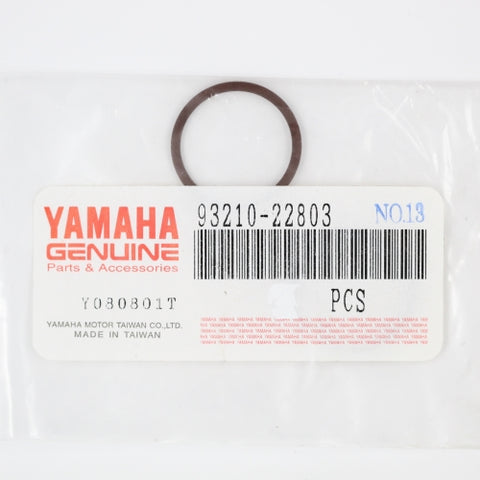 YAMAHA
GENUINE
Parts & Accessories
93210-22803
NO.13
Y080801T
PCS
YAMAHA MOTOR TAIWAN CO.,LTD.
MADE IN TAIWAN